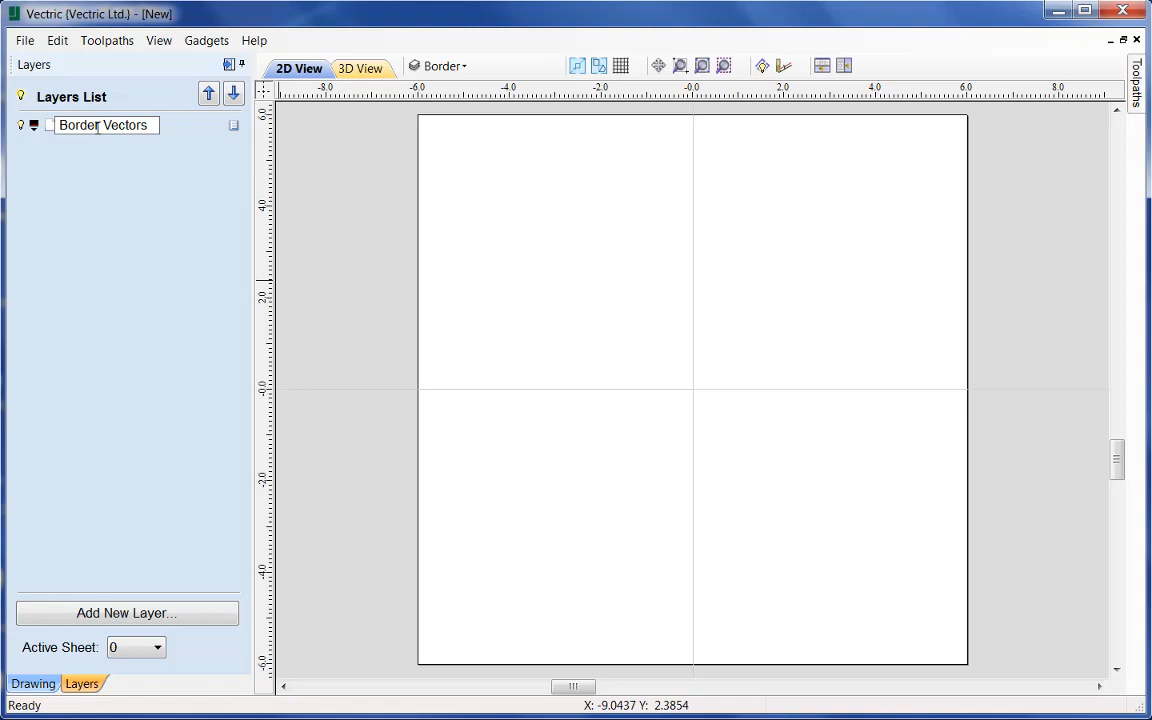 Vectric {Vectric Ltd.} - [New]
File Edit Toolpaths View Gadgets Help
Layers
2D View 3D View Border
Toolpaths
Layers List
Border Vectors
-8.0 -6.0 -4.0 -2.0 -0.0 2.0 4.0 6.0 8.0
6.0
4.0
2.0
-0.0
-2.0
-4.0
-6.0
Add New Layer...
Active Sheet: 0
Drawing Layers
Ready X: -9.0437 Y: 2.3854